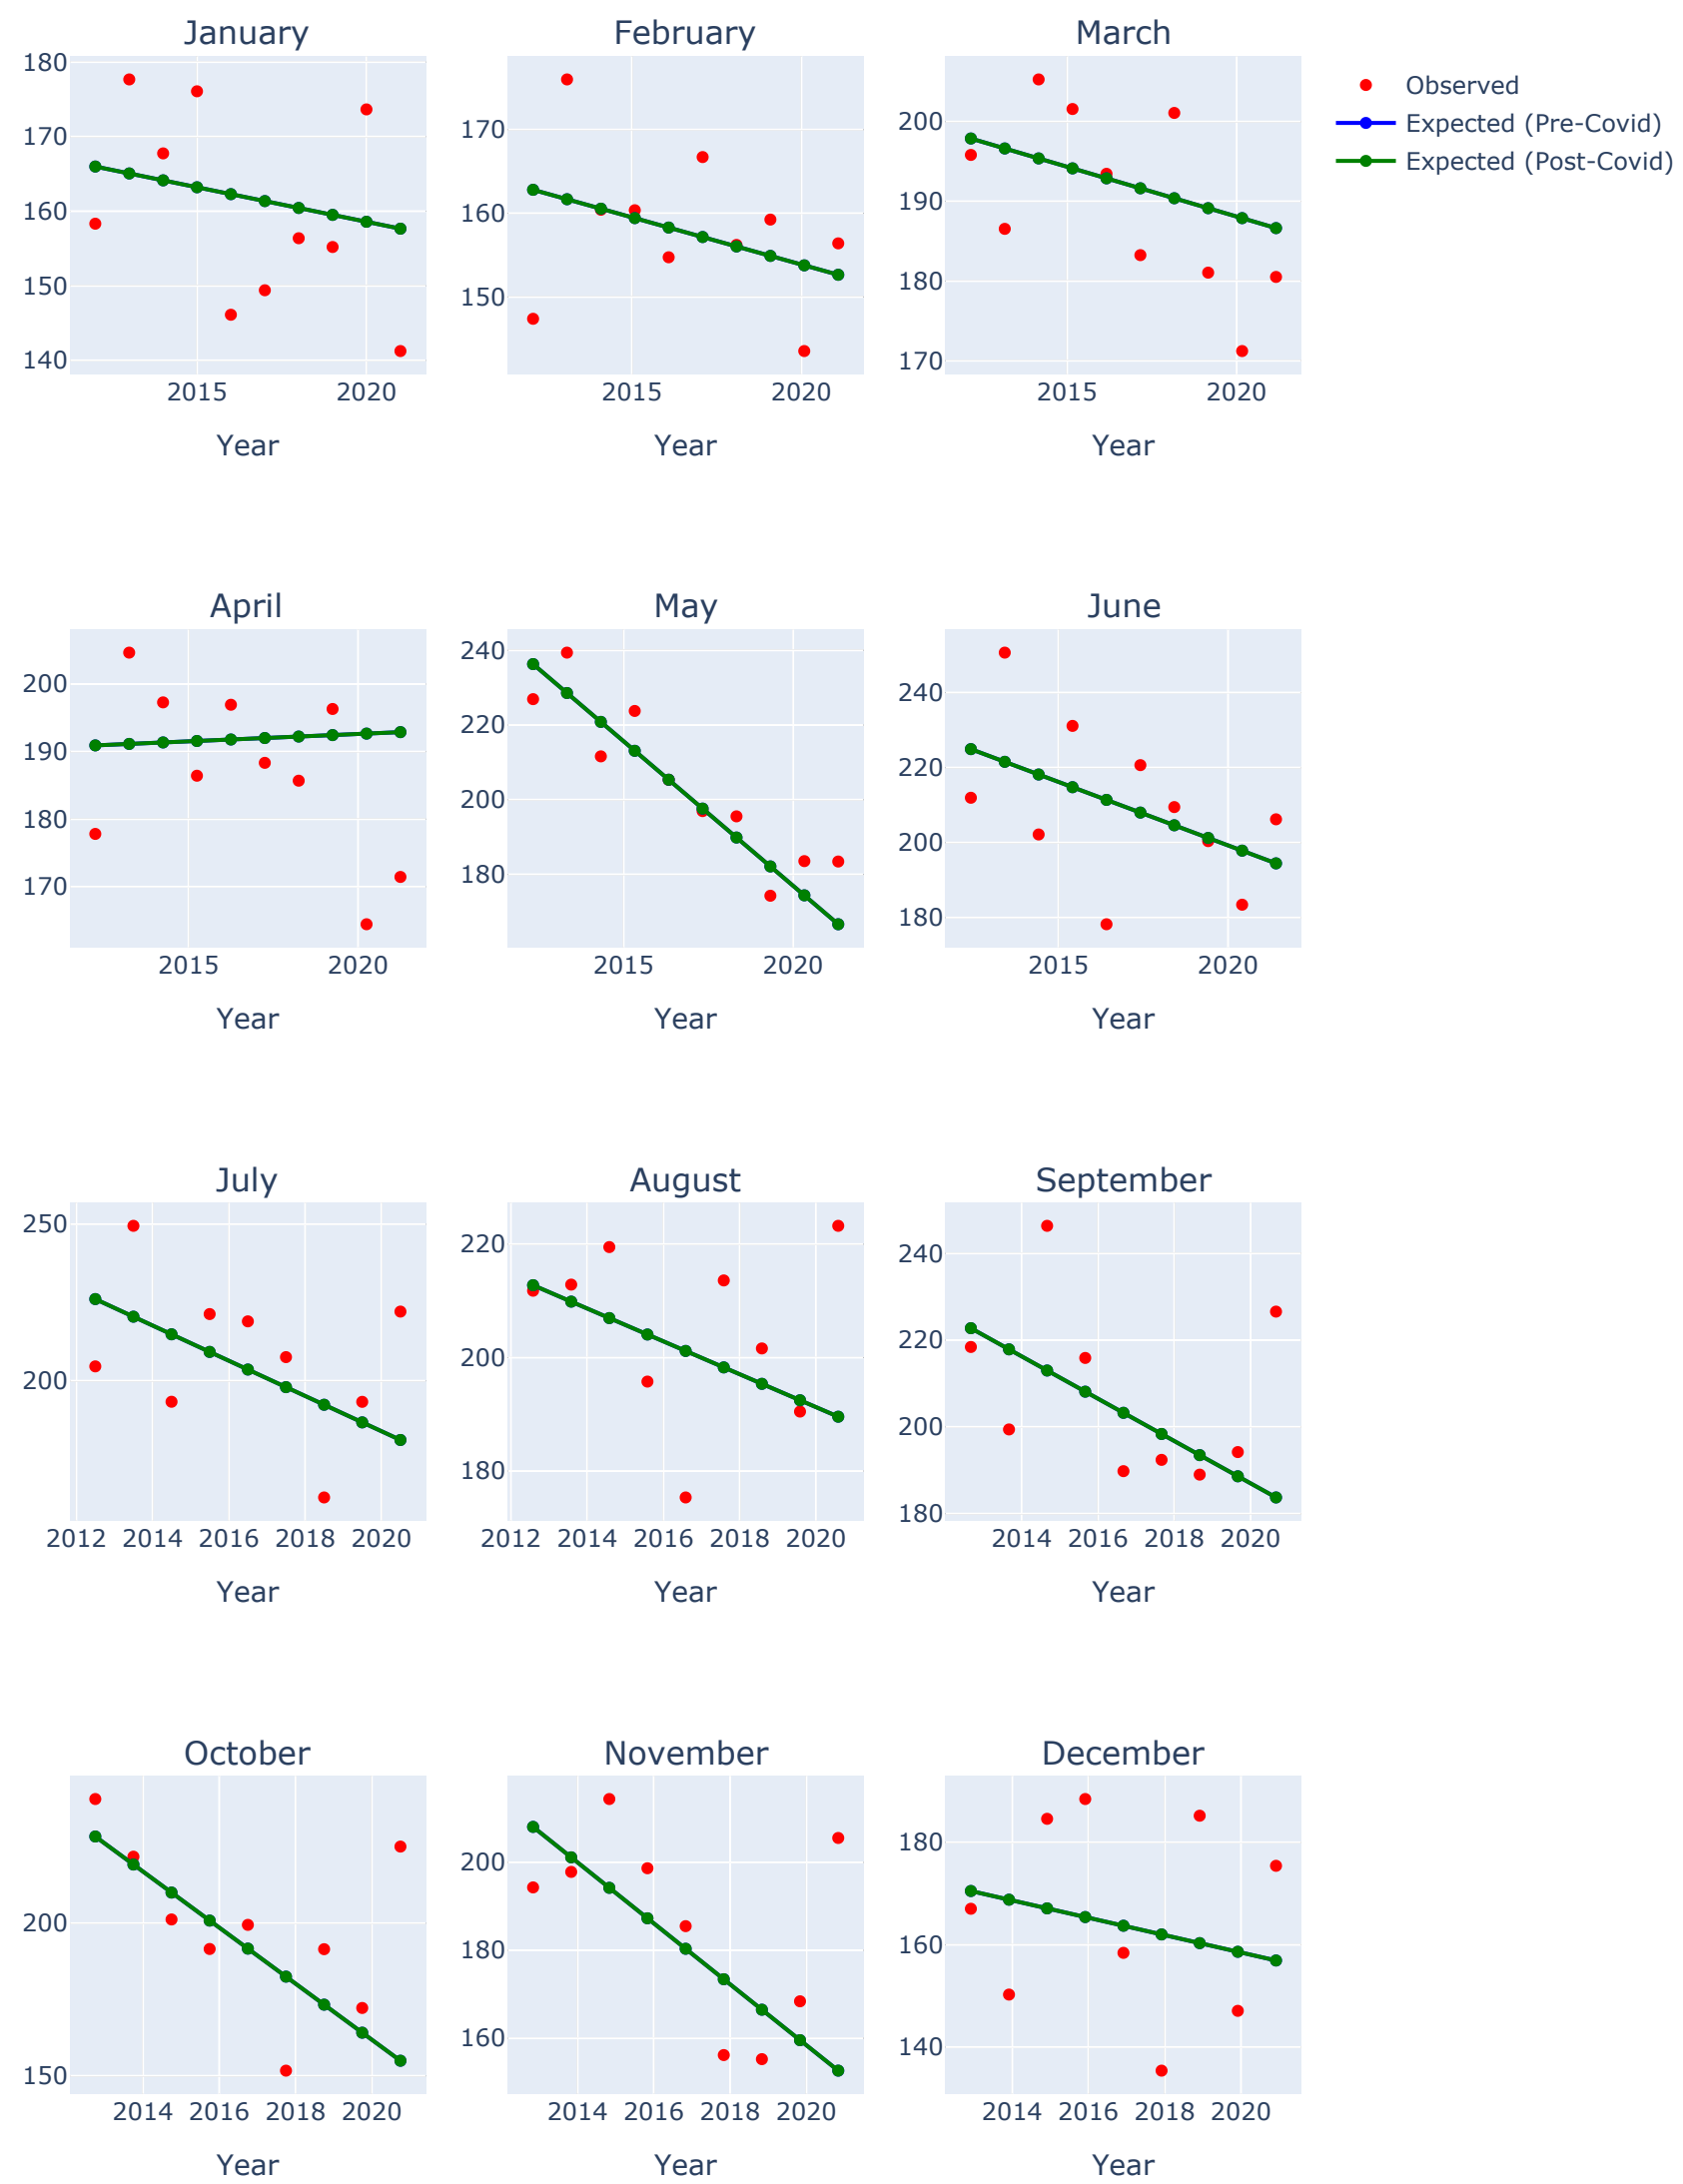 January February March
Observed
Expected (Pre-Covid)
Expected (Post-Covid)
180
170
160
150
140
2015 2020
Year
170
160
150
2015 2020
Year
200
190
180
170
2015 2020
Year
April May June
200
190
180
170
2015 2020
Year
240
220
200
180
2015 2020
Year
240
220
200
180
2015 2020
Year
July August September
250
200
2012 2014 2016 2018 2020
Year
220
200
180
2012 2014 2016 2018 2020
Year
240
220
200
180
2014 2016 2018 2020
Year
October November December
200
150
2014 2016 2018 2020
Year
200
180
160
2014 2016 2018 2020
Year
180
160
140
2014 2016 2018 2020
Year